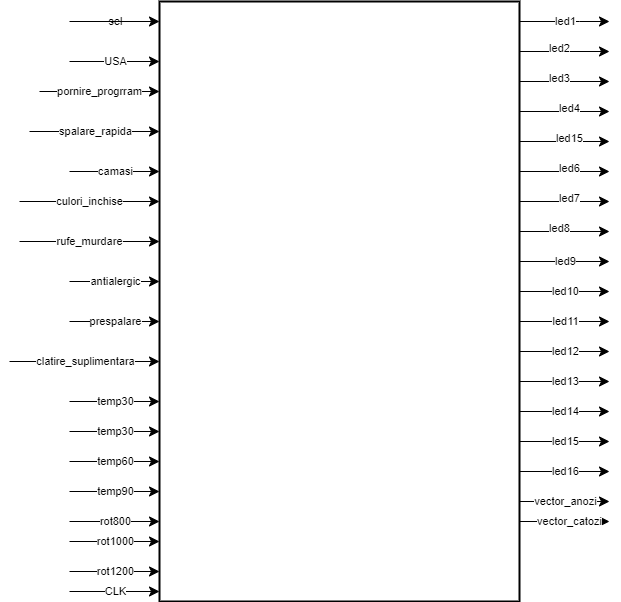 sel
USA
pornire_progrram
spalare_rapida
camasi
culori_inchise
rufe_murdare
antialergic
prespalare
clatire_suplimentara
temp30
temp30
temp60
temp90
rot800
rot1000
rot1200
CLK
led1
led2
led3
led4
led15
led6
led7
led8
led9
led10
led11
led12
led13
led14
led15
led16
vector_anozi
vector_catozi